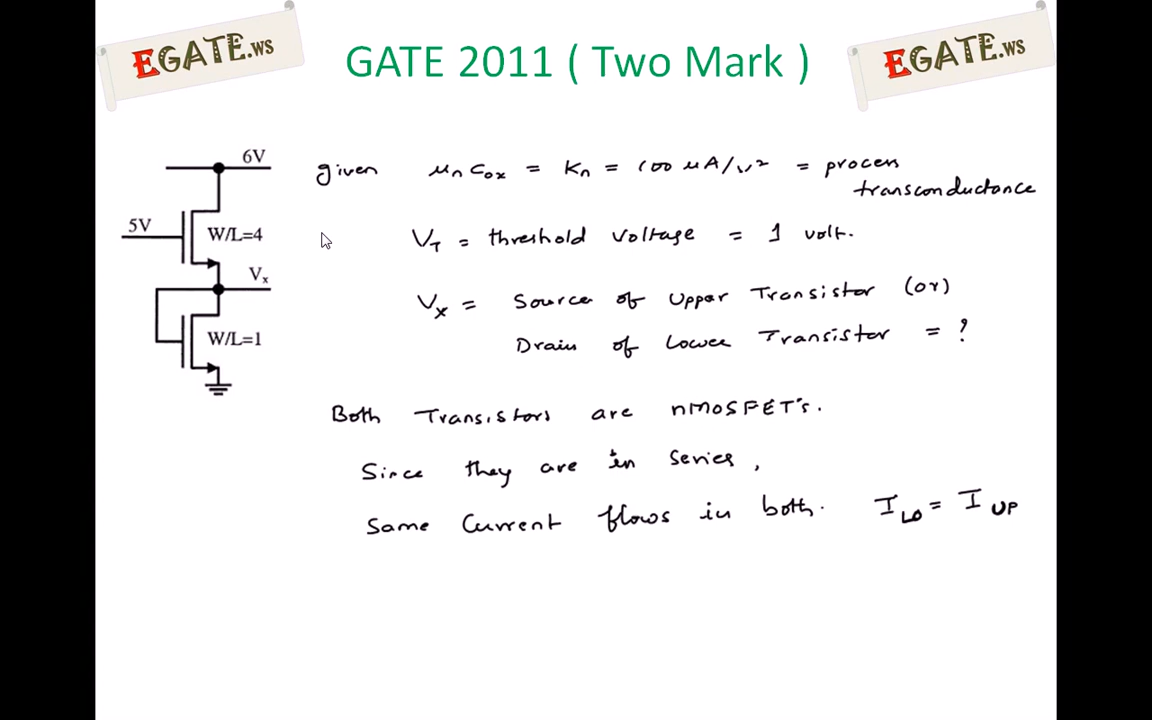 EGATE.ws
GATE 2011 ( Two Mark )
EGATE.ws
6V
5V
W/L=4
Vx
W/L=1
given μn Cox = Kn = 100 μA/V² = process
transconductance
VT = threshold voltage = 1 volt.
Vx = Source of Upper Transistor (or)
Drain of Lower Transistor = ?
Both Transistors are nMOSFET's.
Since they are in series,
Same Current flows in both. ILO = IUP